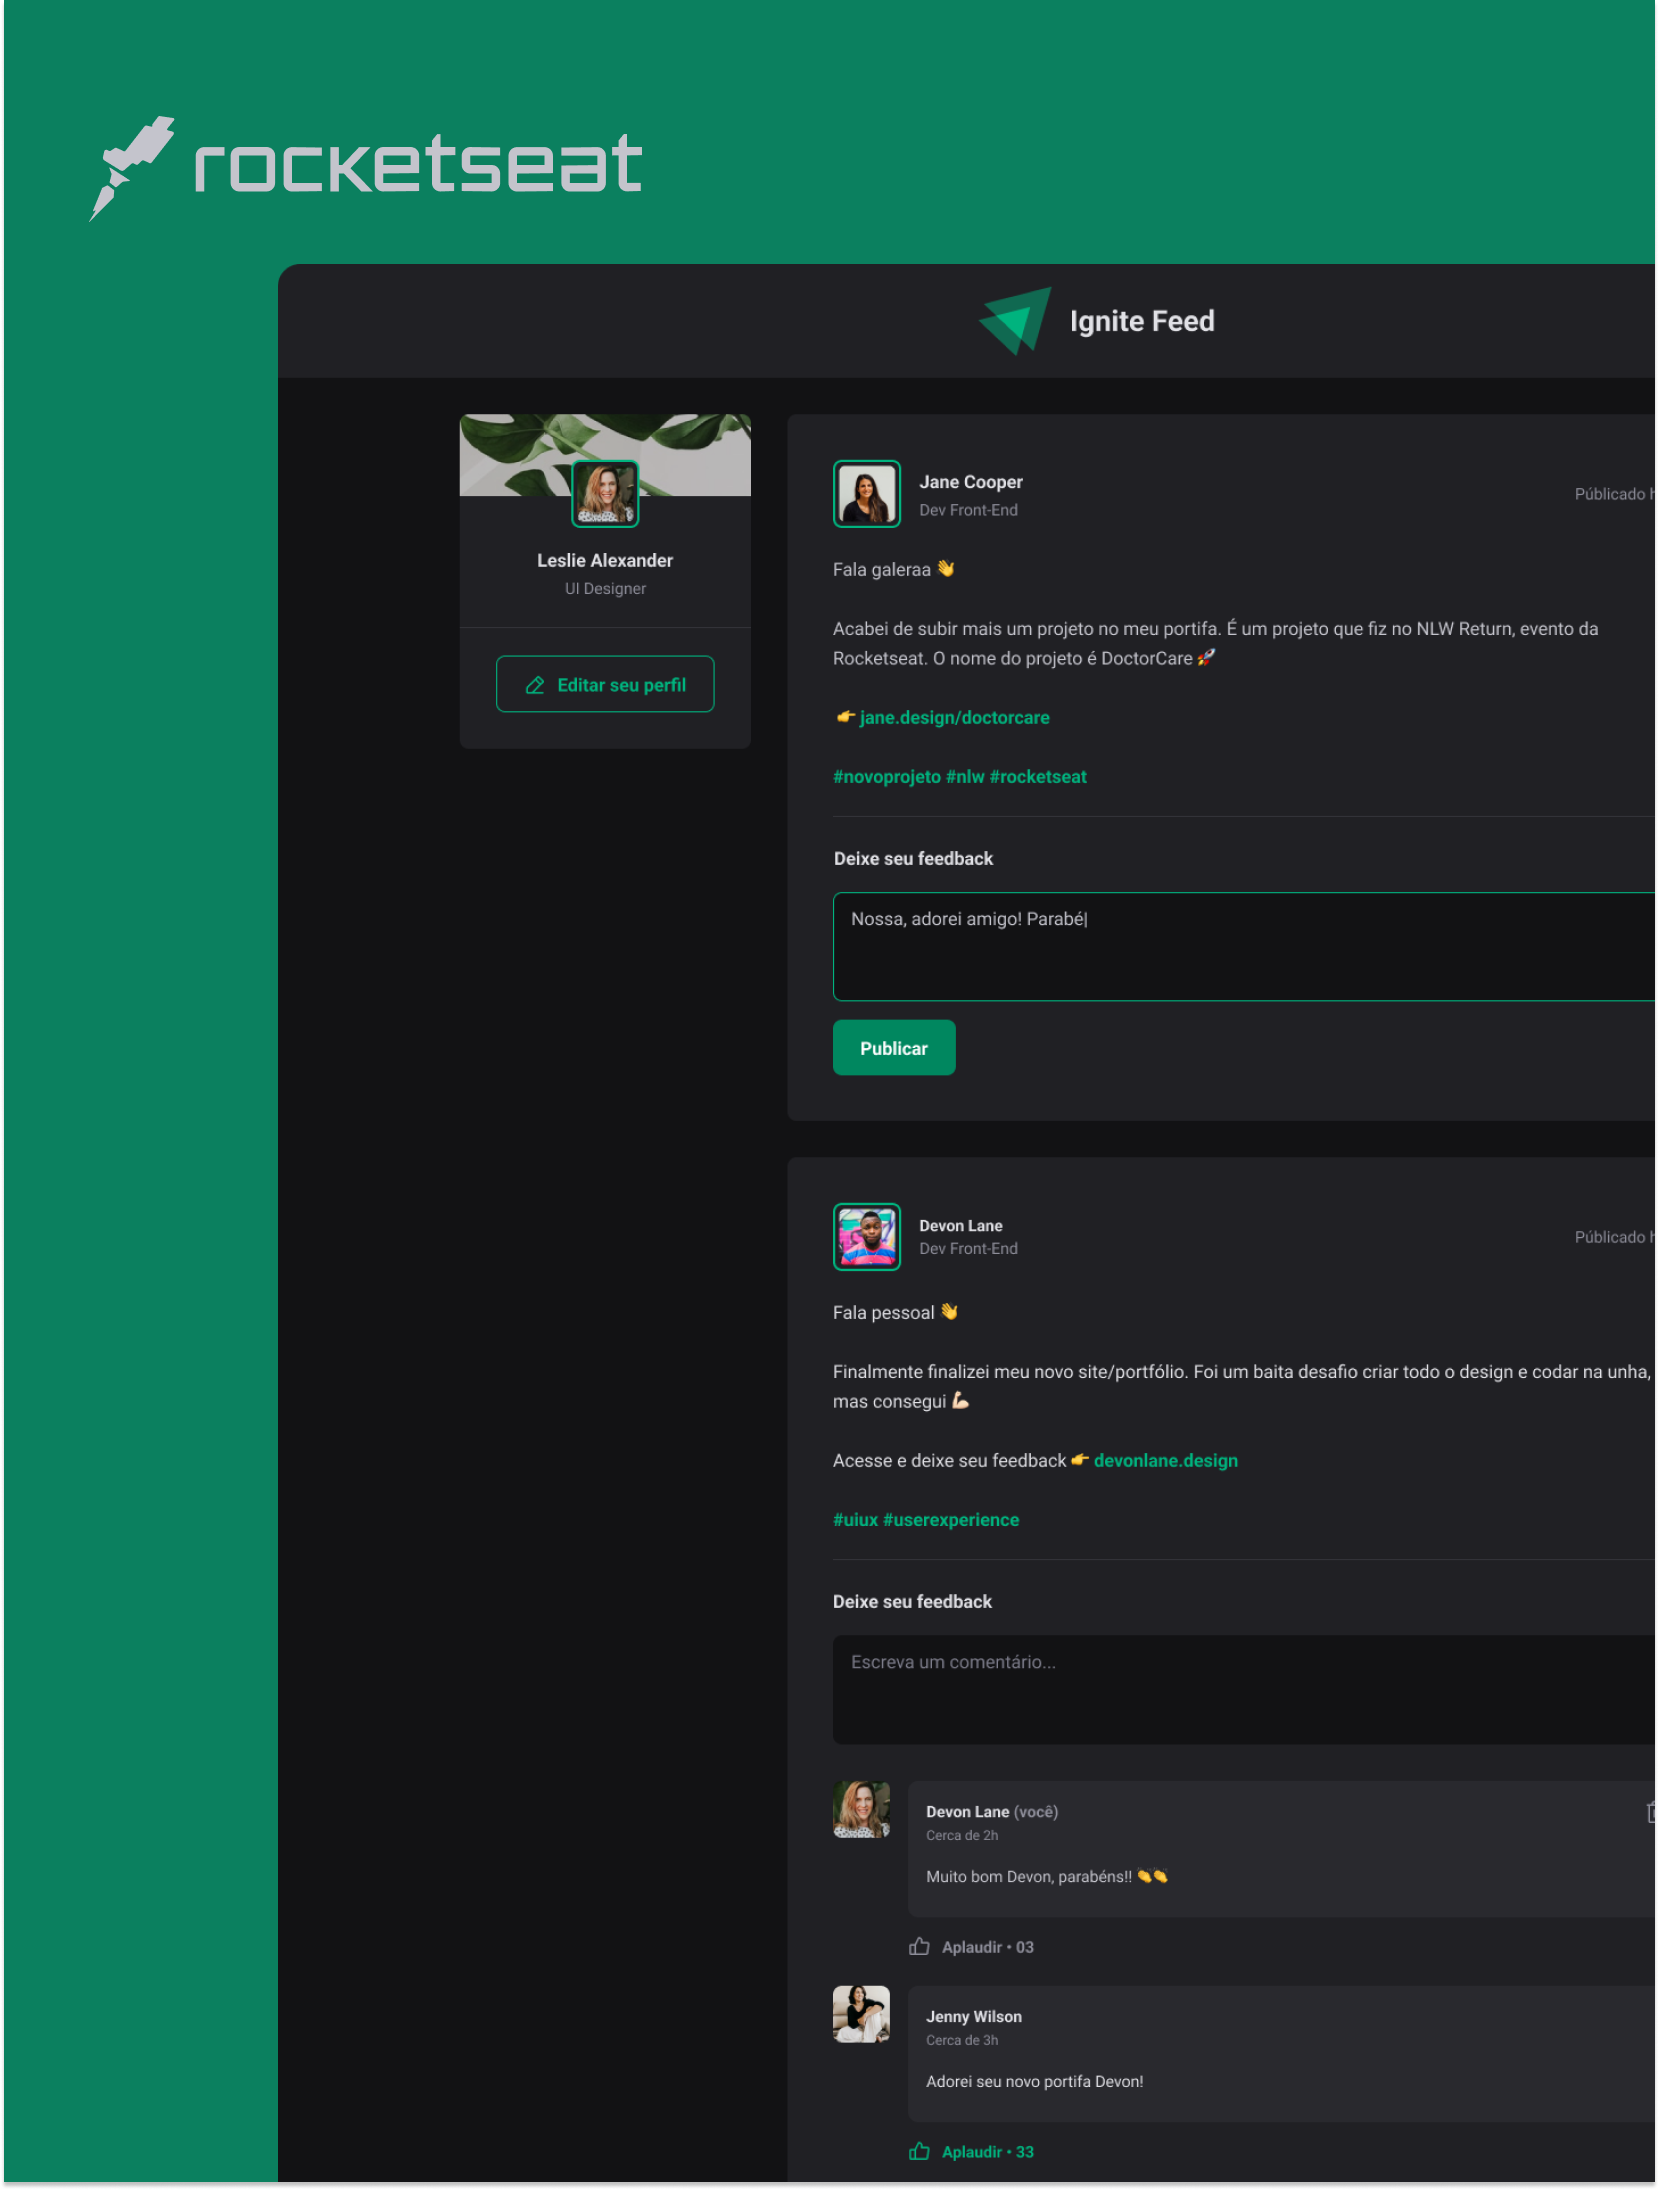 rocketseat
Ignite Feed
Leslie Alexander
UI Designer
Editar seu perfil
Jane Cooper
Dev Front-End
Públicado
Fala galeraa 👋
Acabei de subir mais um projeto no meu portifa. É um projeto que fiz no NLW Return, evento da
Rocketseat. O nome do projeto é DoctorCare 🚀
👉 jane.design/doctorcare
#novoprojeto #nlw #rocketseat
Deixe seu feedback
Nossa, adorei amigo! Parabé|
Publicar
Devon Lane
Dev Front-End
Públicado
Fala pessoal 👋
Finalmente finalizei meu novo site/portfólio. Foi um baita desafio criar todo o design e codar na unha,
mas consegui 💪🏻
Acesse e deixe seu feedback 👉 devonlane.design
#uiux #userexperience
Deixe seu feedback
Escreva um comentário...
Devon Lane (você)
Cerca de 2h
Muito bom Devon, parabéns!! 👏👏
Aplaudir • 03
Jenny Wilson
Cerca de 3h
Adorei seu novo portifa Devon!
Aplaudir • 33